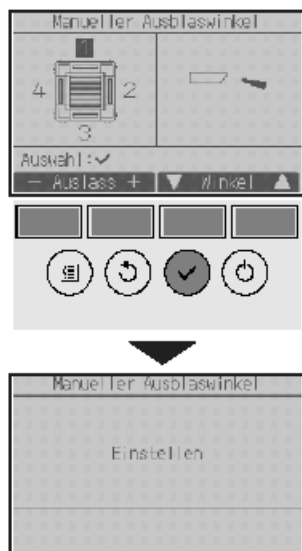 Manueller Ausblaswinkel
1
4 2
3
Auswahl:✓
− Auslass + ▼ Winkel ▲
Manueller Ausblaswinkel
Einstellen